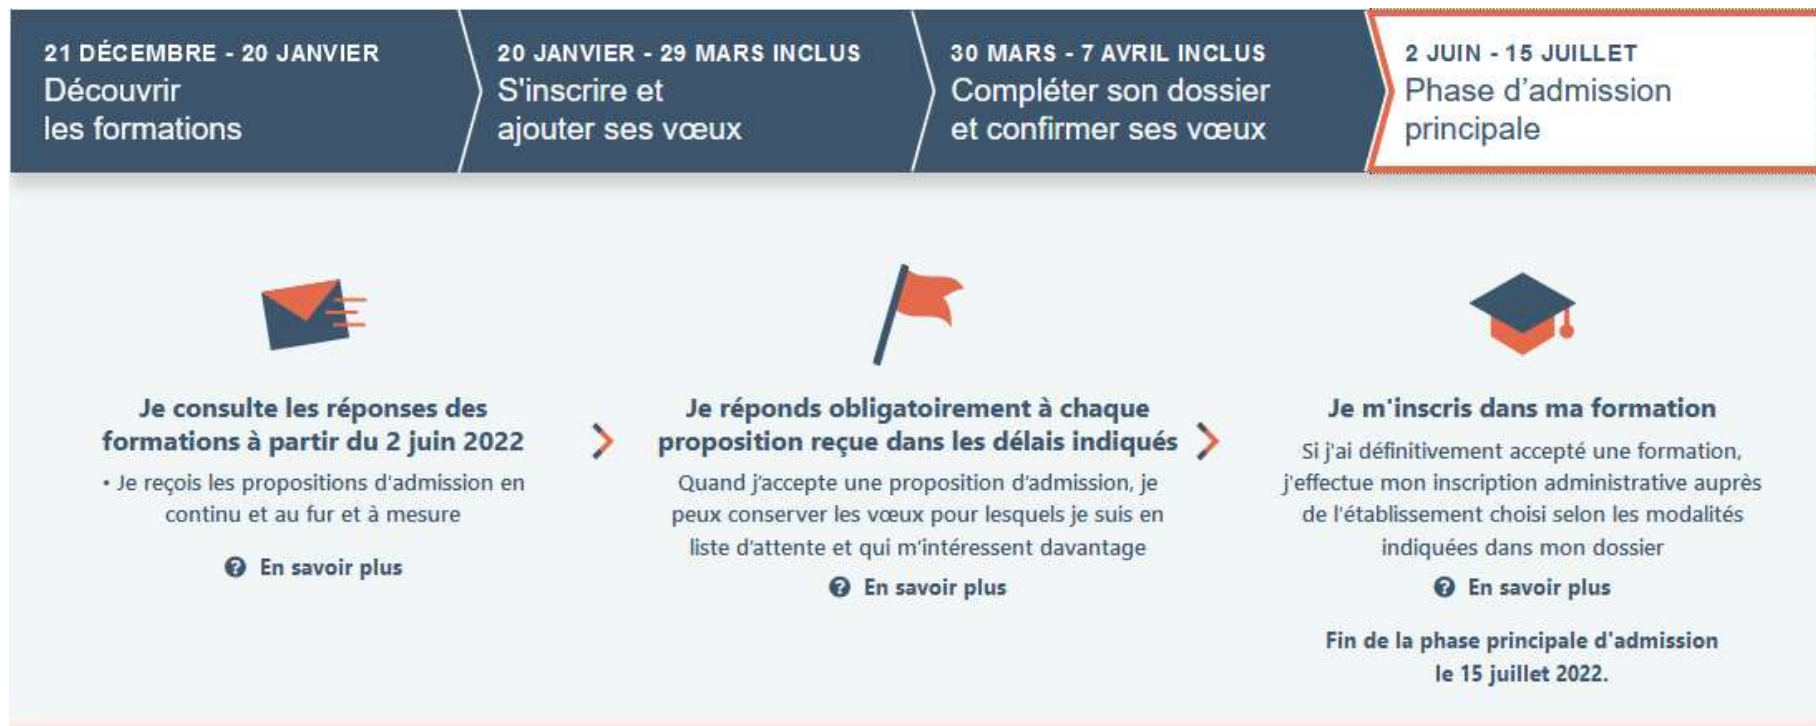 21 DÉCEMBRE - 20 JANVIER
Découvrir
les formations
20 JANVIER - 29 MARS INCLUS
S'inscrire et
ajouter ses vœux
30 MARS - 7 AVRIL INCLUS
Compléter son dossier
et confirmer ses vœux
2 JUIN - 15 JUILLET
Phase d’admission
principale
Je consulte les réponses des
formations à partir du 2 juin 2022
• Je reçois les propositions d'admission en
continu et au fur et à mesure
? En savoir plus
Je réponds obligatoirement à chaque
proposition reçue dans les délais indiqués
Quand j’accepte une proposition d’admission, je
peux conserver les vœux pour lesquels je suis en
liste d’attente et qui m’intéressent davantage
? En savoir plus
Je m'inscris dans ma formation
Si j'ai définitivement accepté une formation,
j'effectue mon inscription administrative auprès
de l'établissement choisi selon les modalités
indiquées dans mon dossier
? En savoir plus
Fin de la phase principale d'admission
le 15 juillet 2022.